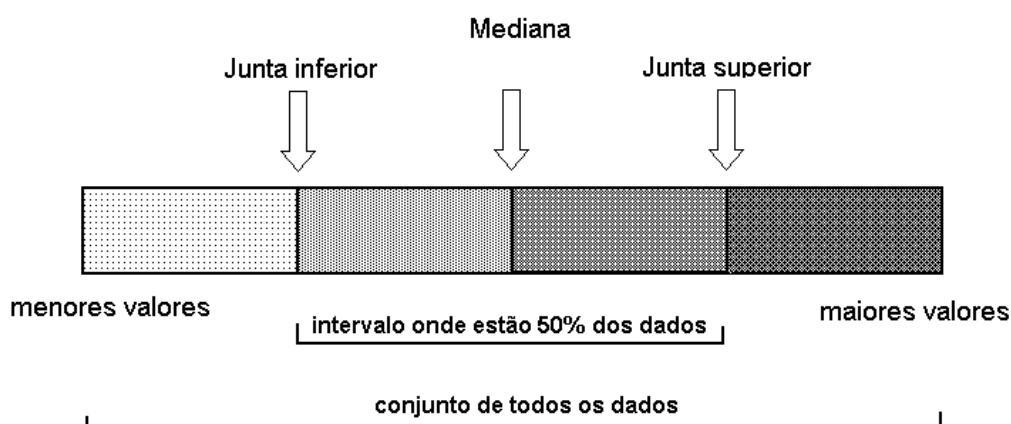 Mediana
Junta inferior
Junta superior
menores valores
maiores valores
intervalo onde estão 50% dos dados
conjunto de todos os dados